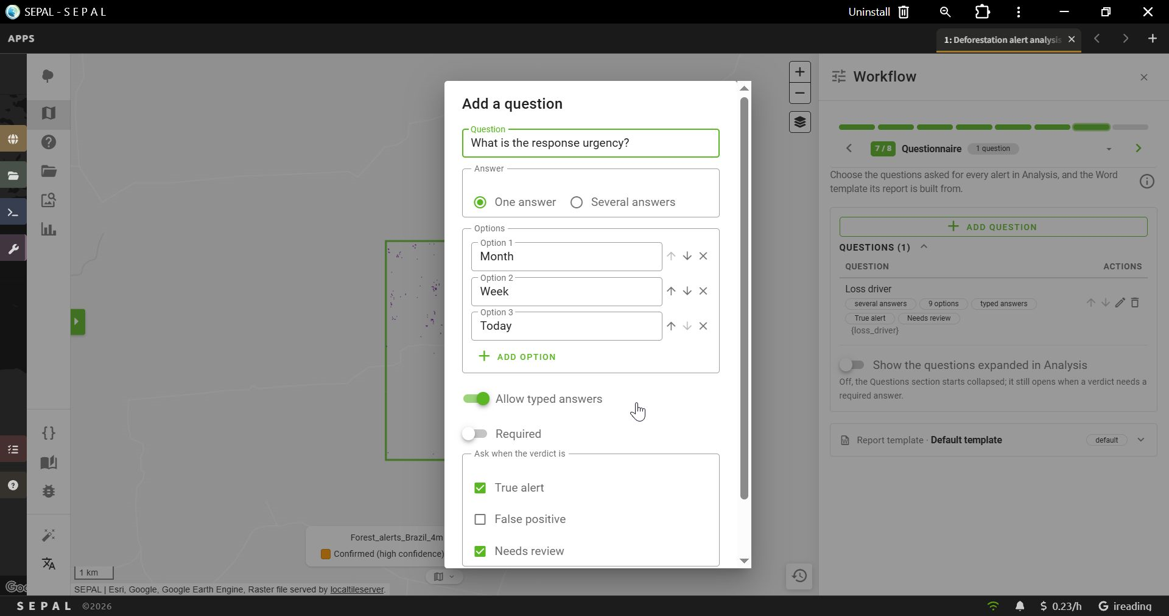 SEPAL - S E P A L
Uninstall
APPS
1: Deforestation alert analysis
Add a question
Question
What is the response urgency?
Answer
One answer
Several answers
Options
Option 1
Month
Option 2
Week
Option 3
Today
ADD OPTION
Allow typed answers
Required
Ask when the verdict is
True alert
False positive
Needs review
Forest_alerts_Brazil_4m
Confirmed (high confidence)
1 km
SEPAL | Esri, Google, Google Earth Engine, Raster file served by localtileserver.
Workflow
7 / 8 Questionnaire 1 question
Choose the questions asked for every alert in Analysis, and the Word
template its report is built from.
ADD QUESTION
QUESTIONS (1)
QUESTION ACTIONS
Loss driver
several answers 9 options typed answers
True alert Needs review
{loss_driver}
Show the questions expanded in Analysis
Off, the Questions section starts collapsed; it still opens when a verdict needs a
required answer.
Report template - Default template default
S E P A L ©2026
$ 0.23/h
ireading